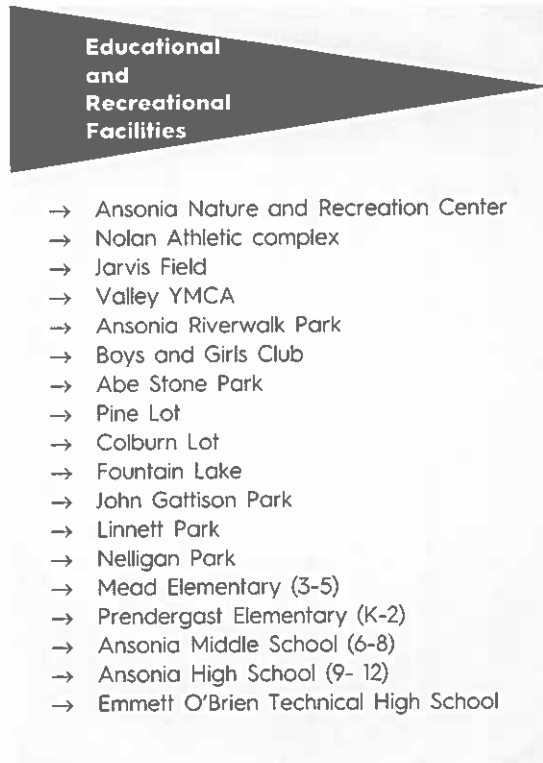 Educational
and
Recreational
Facilities
→ Ansonia Nature and Recreation Center
→ Nolan Athletic complex
→ Jarvis Field
→ Valley YMCA
→ Ansonia Riverwalk Park
→ Boys and Girls Club
→ Abe Stone Park
→ Pine Lot
→ Colburn Lot
→ Fountain Lake
→ John Gattison Park
→ Linnett Park
→ Nelligan Park
→ Mead Elementary (3-5)
→ Prendergast Elementary (K-2)
→ Ansonia Middle School (6-8)
→ Ansonia High School (9- 12)
→ Emmett O'Brien Technical High School